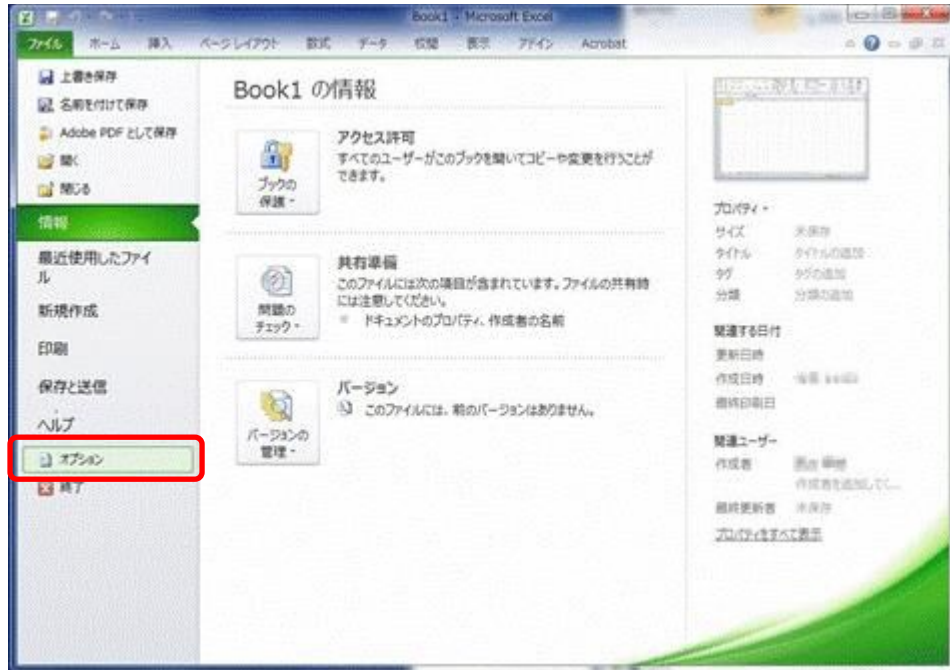 Book1 - Microsoft Excel
ファイル ホーム 挿入 ページレイアウト 数式 データ 校閲 表示 アドイン Acrobat
上書き保存
名前を付けて保存
Adobe PDF として保存
開く
閉じる
情報
最近使用したファイ
ル
新規作成
印刷
保存と送信
ヘルプ
オプション
終了
Book1 の情報
ブックの
保護
アクセス許可
すべてのユーザーがこのブックを開いてコピーや変更を行うことが
できます。
問題の
チェック
共有準備
このファイルには次の項目が含まれています。ファイルの共有時
には注意してください。
ドキュメントのプロパティ、作成者の名前
バージョンの
管理
バージョン
このファイルには、前のバージョンはありません。
プロパティ
サイズ 未保存
タイトル タイトルの追加
タグ タグの追加
分類 分類の追加
関連する日付
更新日時
作成日時
最終印刷日
関連ユーザー
作成者
作成者を追加してく...
最終更新者 未保存
プロパティをすべて表示